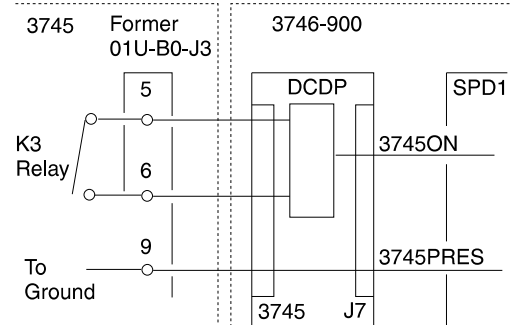 3745
Former
01U-B0-J3
3746-900
5
DCDP
SPD1
K3
Relay
3745ON
6
9
3745PRES
To
Ground
3745
J7